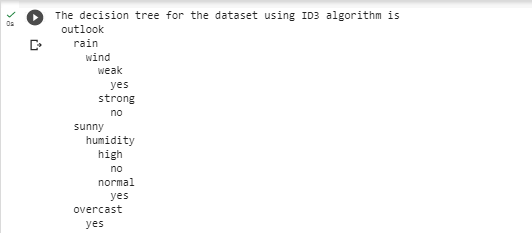 The decision tree for the dataset using ID3 algorithm is
outlook
rain
wind
weak
yes
strong
no
sunny
humidity
high
no
normal
yes
overcast
yes
0s